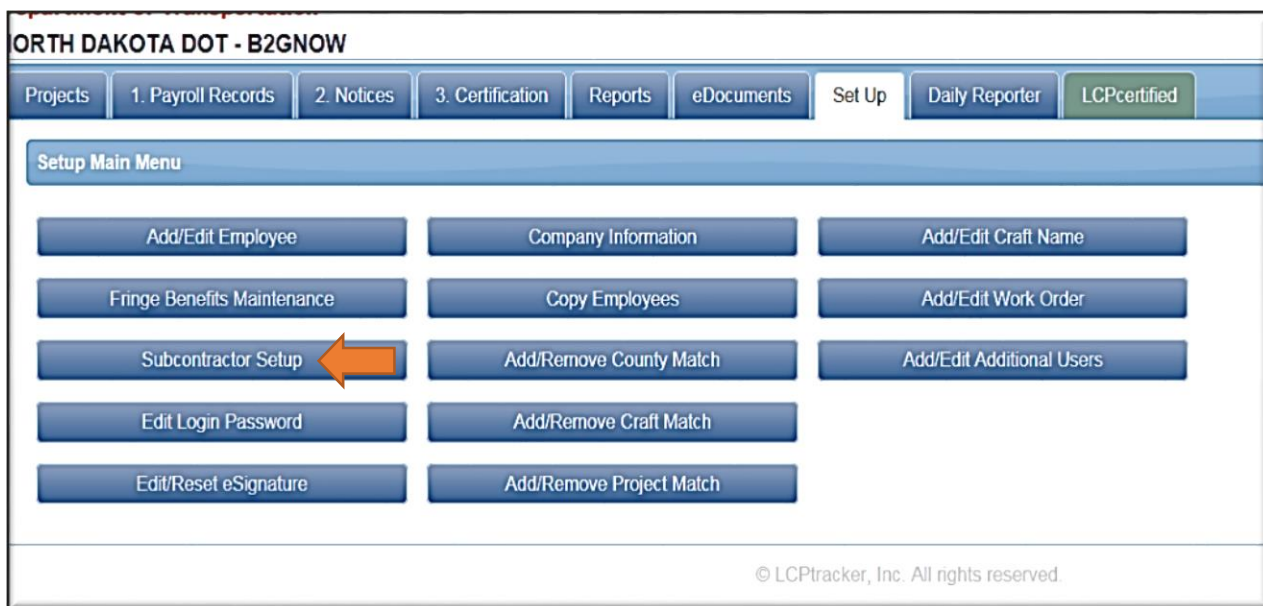 NORTH DAKOTA DOT - B2GNOW
Projects 1. Payroll Records 2. Notices 3. Certification Reports eDocuments Set Up Daily Reporter LCPcertified
Setup Main Menu
Add/Edit Employee Company Information Add/Edit Craft Name
Fringe Benefits Maintenance Copy Employees Add/Edit Work Order
Subcontractor Setup Add/Remove County Match Add/Edit Additional Users
Edit Login Password Add/Remove Craft Match
Edit/Reset eSignature Add/Remove Project Match
© LCPtracker, Inc. All rights reserved.